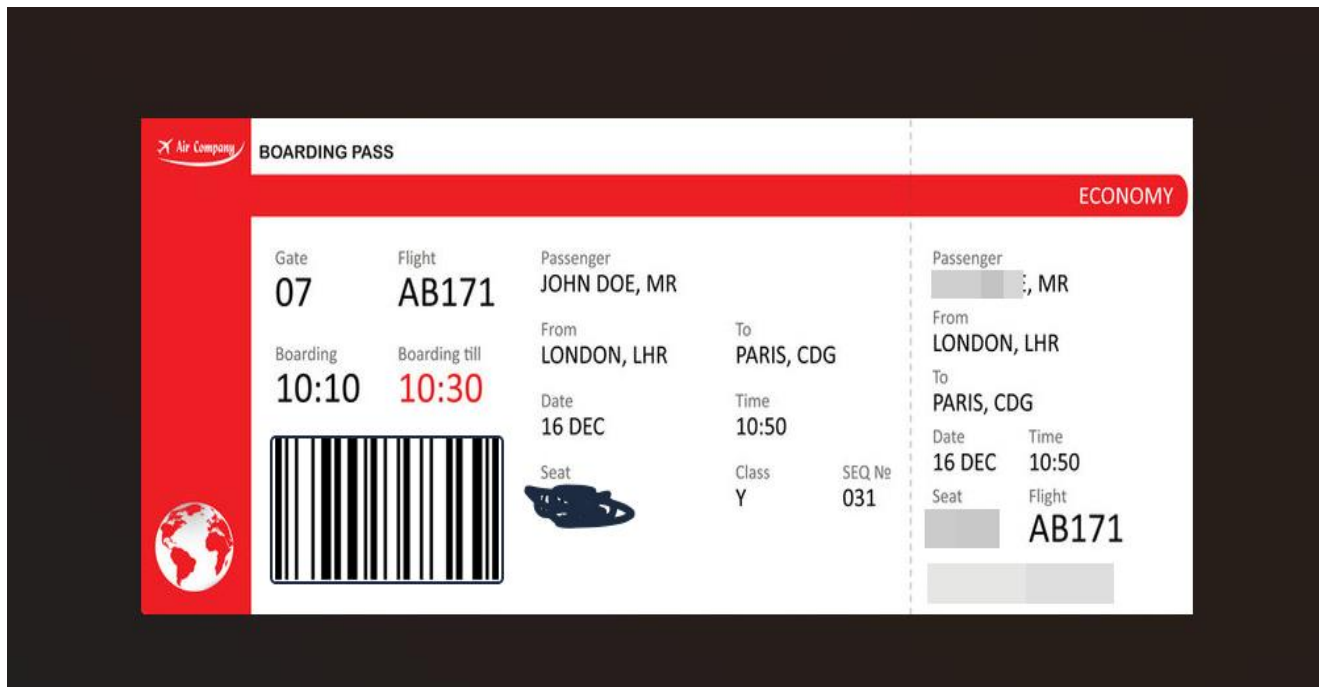 Air Company
BOARDING PASS
ECONOMY
Gate
07
Flight
AB171
Passenger
JOHN DOE, MR
Boarding
10:10
Boarding till
10:30
From
LONDON, LHR
To
PARIS, CDG
Date
16 DEC
Time
10:50
Seat
Class
Y
SEQ №
031
Passenger
, MR
From
LONDON, LHR
To
PARIS, CDG
Date
16 DEC
Time
10:50
Seat
Flight
AB171